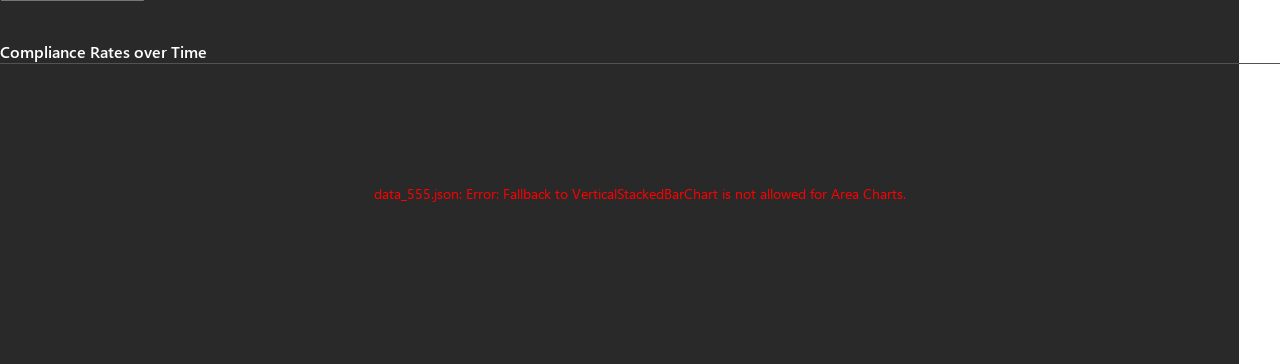 Compliance Rates over Time
data_555.json: Error: Fallback to VerticalStackedBarChart is not allowed for Area Charts.